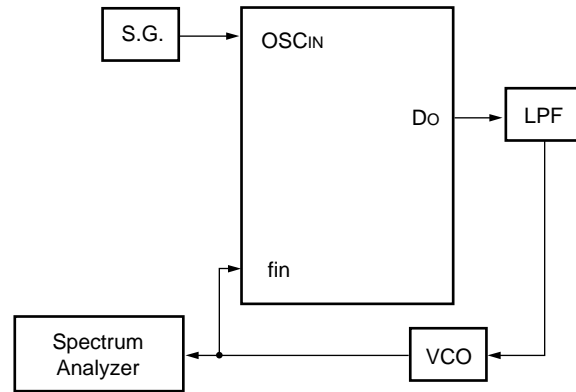 S.G.
OSCIN
DO
LPF
fin
Spectrum
Analyzer
VCO